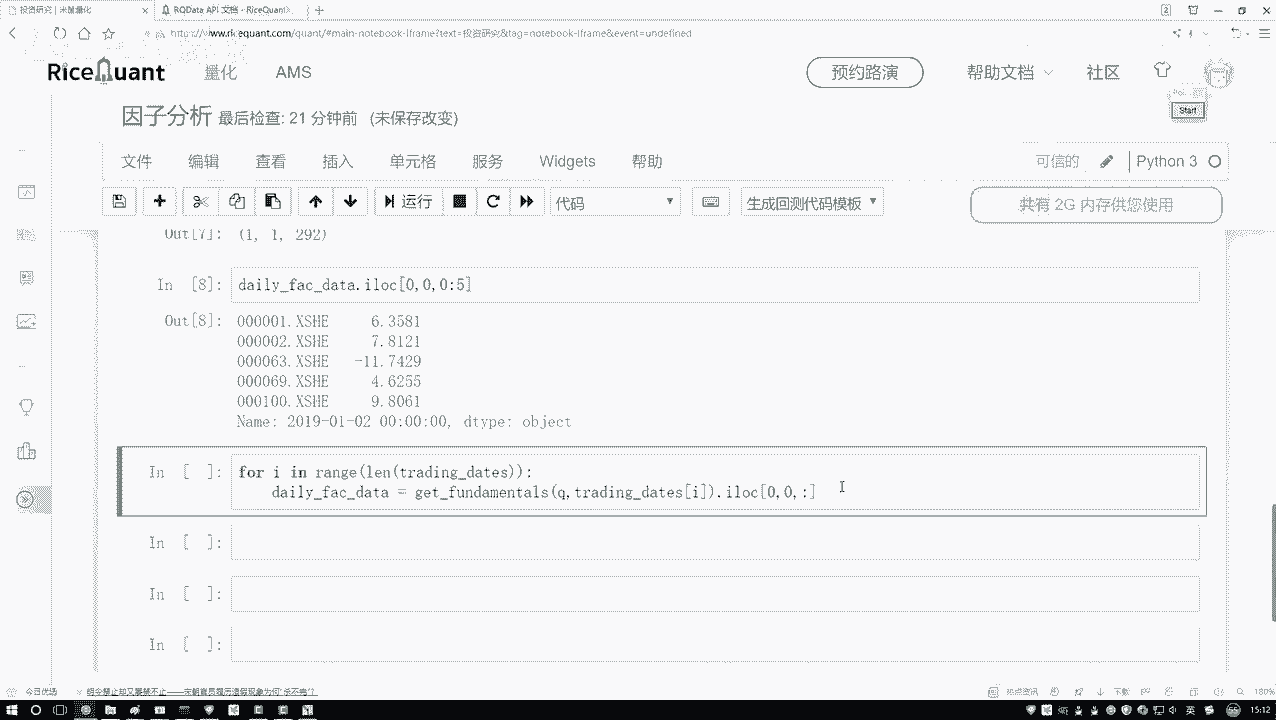 投资研究 | 米筐量化
RQData API 文档 - RiceQuant
https://www.ricequant.com/quant/#main-notebook-iframe?text=投资研究&tag=notebook-iframe&event=undefined
RiceQuant 量化 AMS 预约路演 帮助文档 社区
Start
因子分析 最后检查: 21 分钟前 (未保存改变)
文件 编辑 查看 插入 单元格 服务 Widgets 帮助 可信的 Python 3
运行 代码 生成回测代码模板 共有 2G 内存供您使用
Out[7]: (1, 1, 292)
In [8]: daily_fac_data.iloc[0,0,0:5]
Out[8]: 000001.XSHE 6.3581
000002.XSHE 7.8121
000063.XSHE -11.7429
000069.XSHE 4.6255
000100.XSHE 9.8061
Name: 2019-01-02 00:00:00, dtype: object
In [ ]: for i in range(len(trading_dates)):
daily_fac_data = get_fundamentals(q,trading_dates[i]).iloc[0,0,:]
In [ ]:
In [ ]:
In [ ]:
今日优选
热点资讯 下载 180%
英 15:12